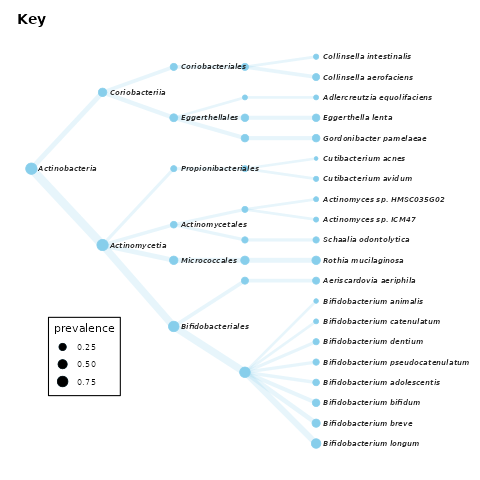 Key
Collinsella intestinalis
Coriobacteriales
Collinsella aerofaciens
Coriobacteriia
Adlercreutzia equolifaciens
Eggerthellales
Eggerthella lenta
Gordonibacter pamelaeae
Cutibacterium acnes
Actinobacteria
Propionibacteriales
Cutibacterium avidum
Actinomyces sp. HMSC035G02
Actinomyces sp. ICM47
Actinomycetales
Schaalia odontolytica
Actinomycetia
Micrococcales
Rothia mucilaginosa
Aeriscardovia aeriphila
Bifidobacterium animalis
Bifidobacterium catenulatum
Bifidobacteriales
Bifidobacterium dentium
Bifidobacterium pseudocatenulatum
Bifidobacterium adolescentis
Bifidobacterium bifidum
Bifidobacterium breve
Bifidobacterium longum
prevalence
0.25
0.50
0.75